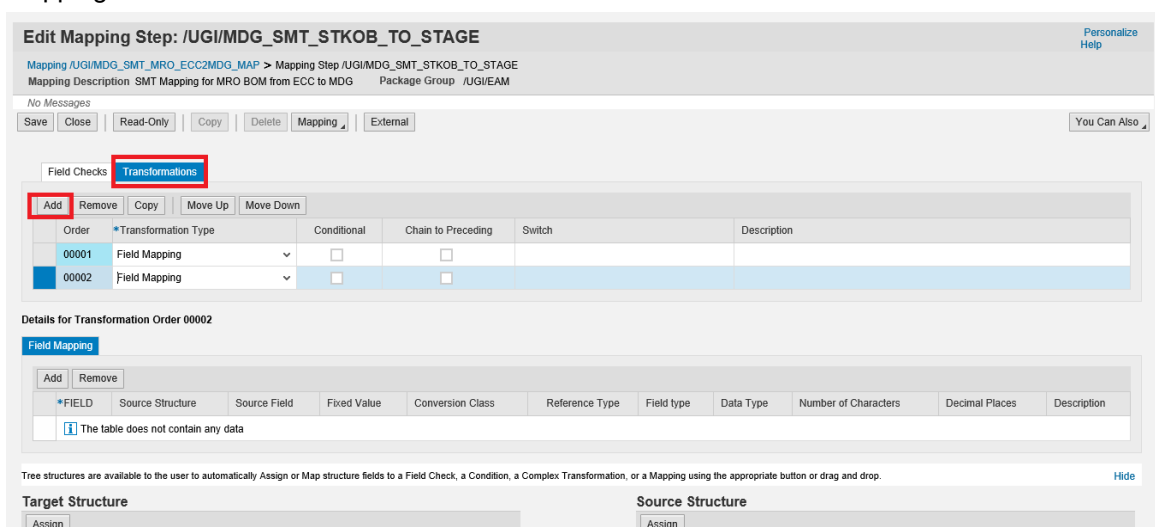 Edit Mapping Step: /UGI/MDG_SMT_STKOB_TO_STAGE
Personalize
Help
Mapping /UGI/MDG_SMT_MRO_ECC2MDG_MAP > Mapping Step /UGI/MDG_SMT_STKOB_TO_STAGE
Mapping Description SMT Mapping for MRO BOM from ECC to MDG Package Group /UGI/EAM
No Messages
Save Close Read-Only Copy Delete Mapping External You Can Also
Field Checks Transformations
Add Remove Copy Move Up Move Down
Order *Transformation Type Conditional Chain to Preceding Switch Description
00001 Field Mapping
00002 Field Mapping
Details for Transformation Order 00002
Field Mapping
Add Remove
*FIELD Source Structure Source Field Fixed Value Conversion Class Reference Type Field type Data Type Number of Characters Decimal Places Description
The table does not contain any data
Tree structures are available to the user to automatically Assign or Map structure fields to a Field Check, a Condition, a Complex Transformation, or a Mapping using the appropriate button or drag and drop. Hide
Target Structure Source Structure
Assign Assign